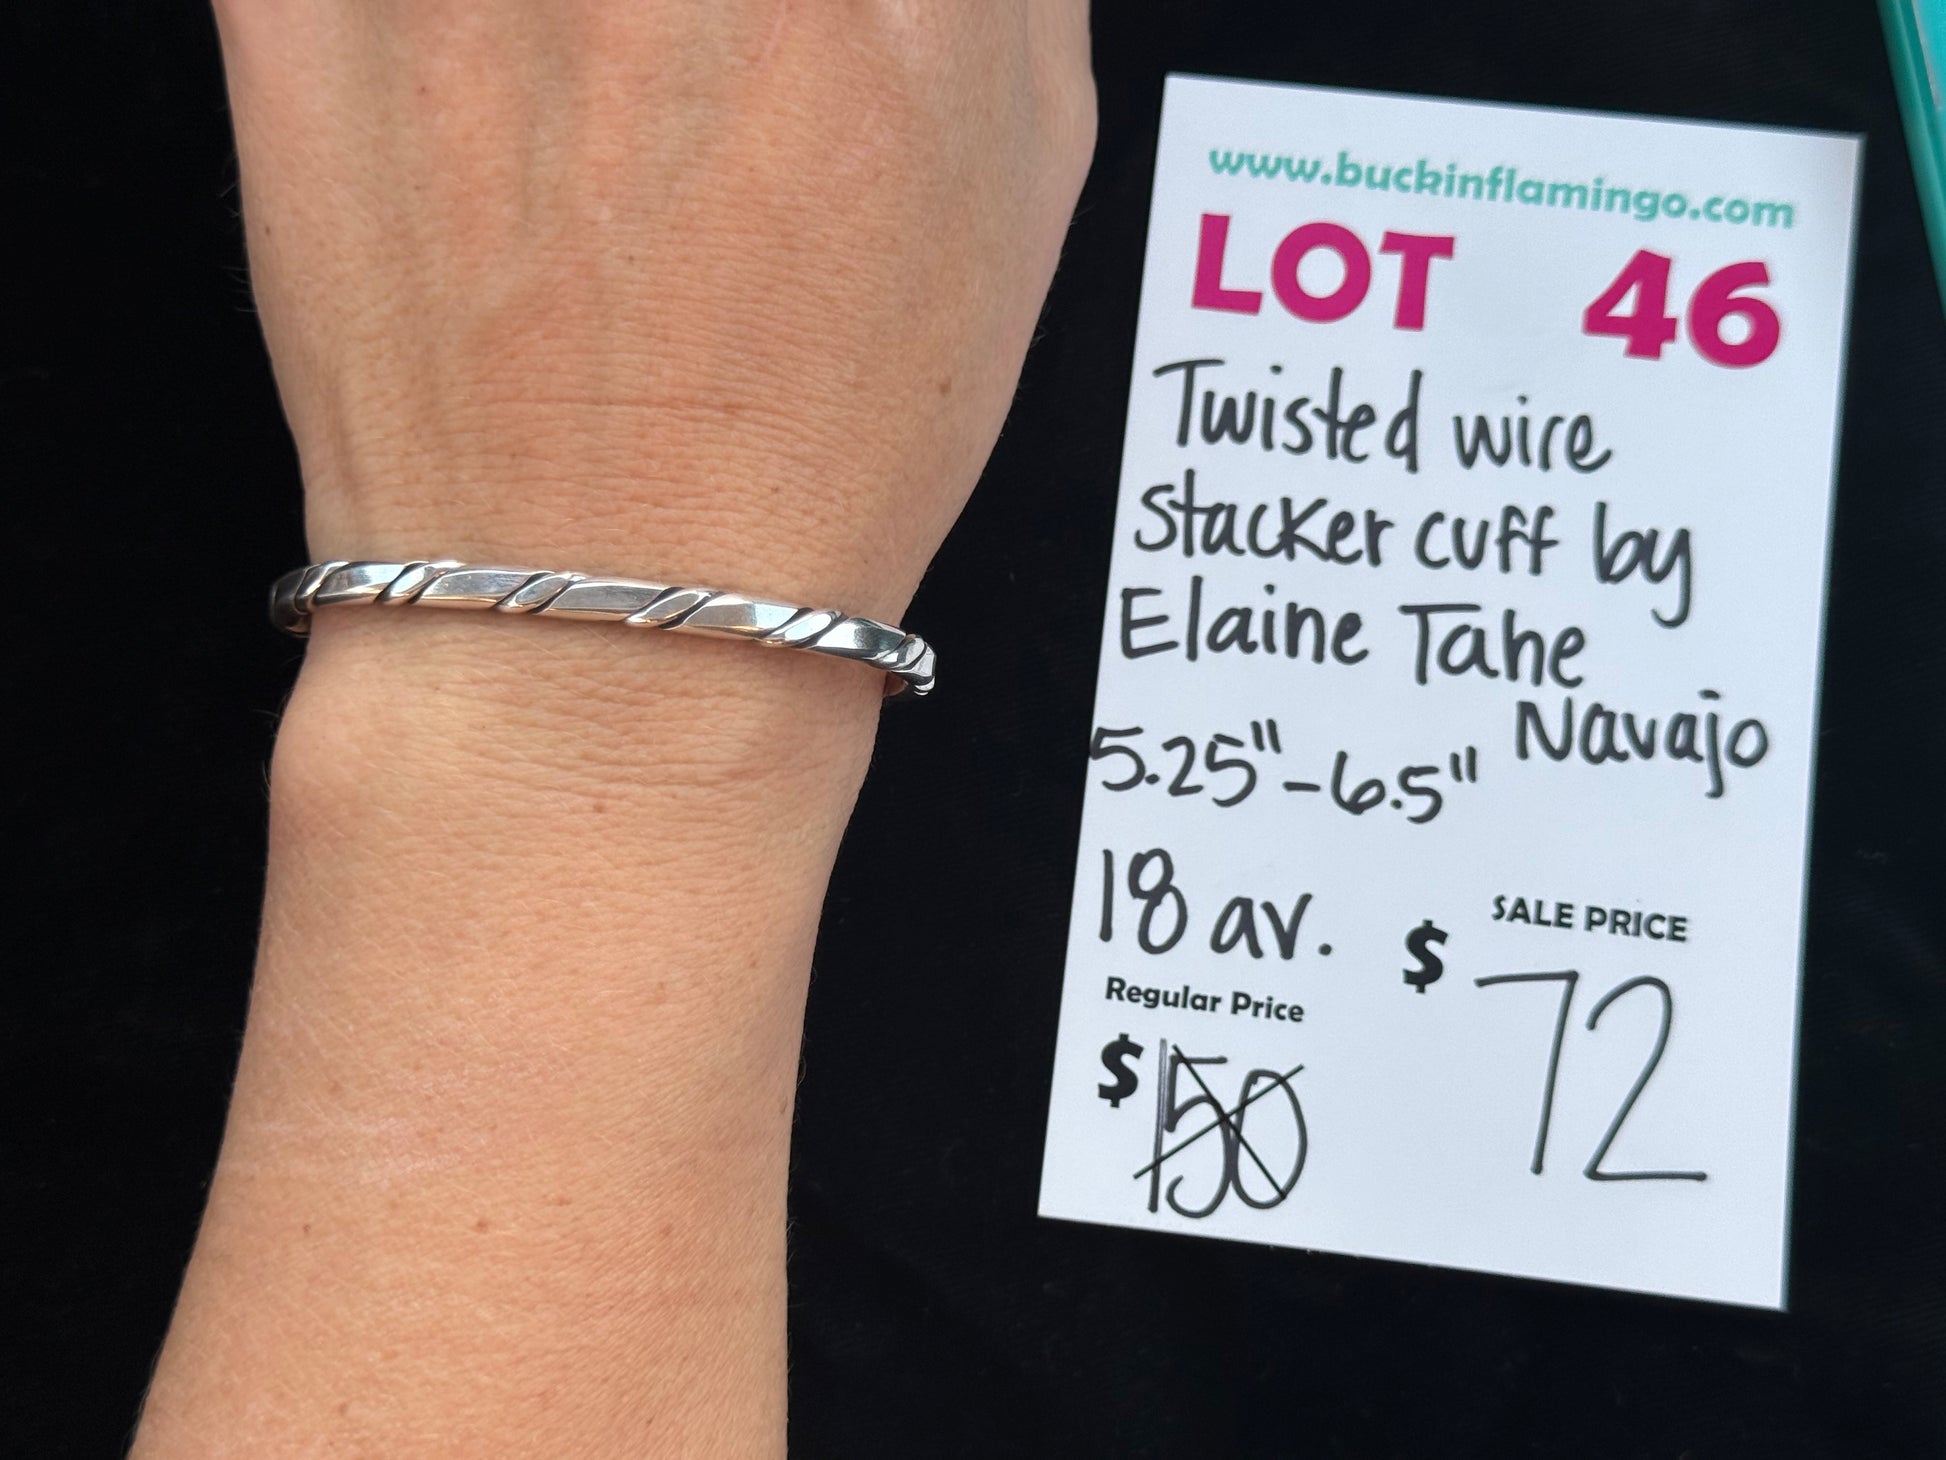 www.buckinflamingo.com
LOT 46
Twisted wire
stacker cuff by
Elaine Tahe
Navajo
5.25"-6.5"
18 av.
SALE PRICE
$ 72
Regular Price
$ 150